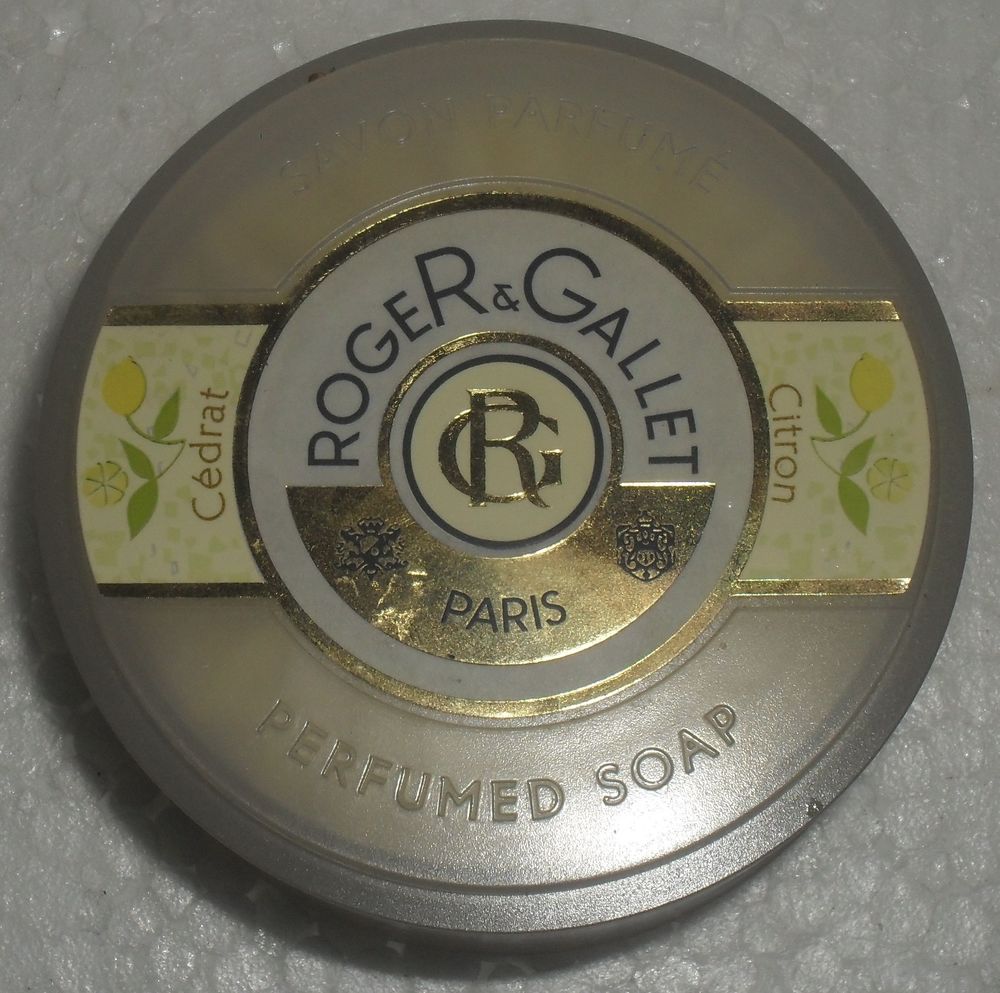 SAVON PARFUMÉ
ROGER & GALLET
Cédrat
RG
Citron
PARIS
PERFUMED SOAP